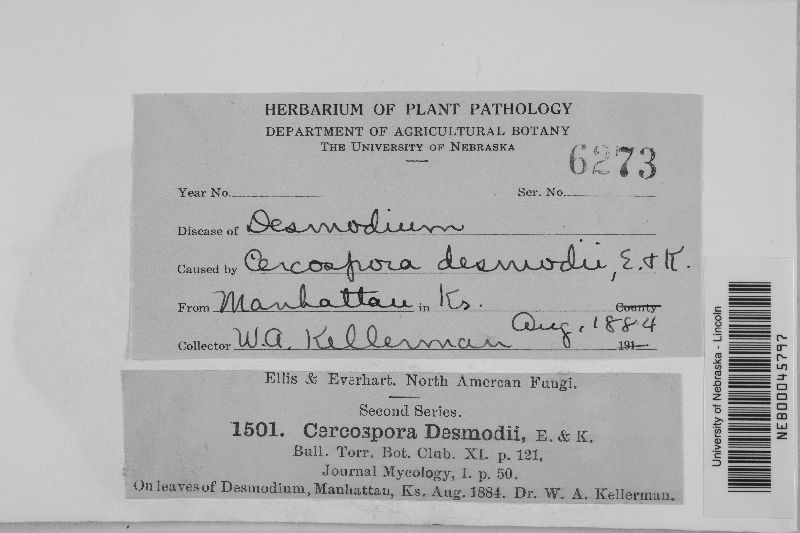 HERBARIUM OF PLANT PATHOLOGY
DEPARTMENT OF AGRICULTURAL BOTANY
THE UNIVERSITY OF NEBRASKA
6273
Year No. Ser. No.
Disease of Desmodium
Caused by Cercospora desmodii, E. & K.
From Manhattan in Ks. County
Aug, 1884
Collector W.A. Kellerman 191
Ellis & Everhart. North Amercan Fungi.
Second Series.
1501. Cercospora Desmodii, E. & K.
Bull. Torr. Bot. Club. XI. p. 121.
Journal Mycology, I. p. 50.
On leaves of Desmodium, Manhattan, Ks. Aug. 1884. Dr. W. A. Kellerman.
University of Nebraska - Lincoln
NEB00045797